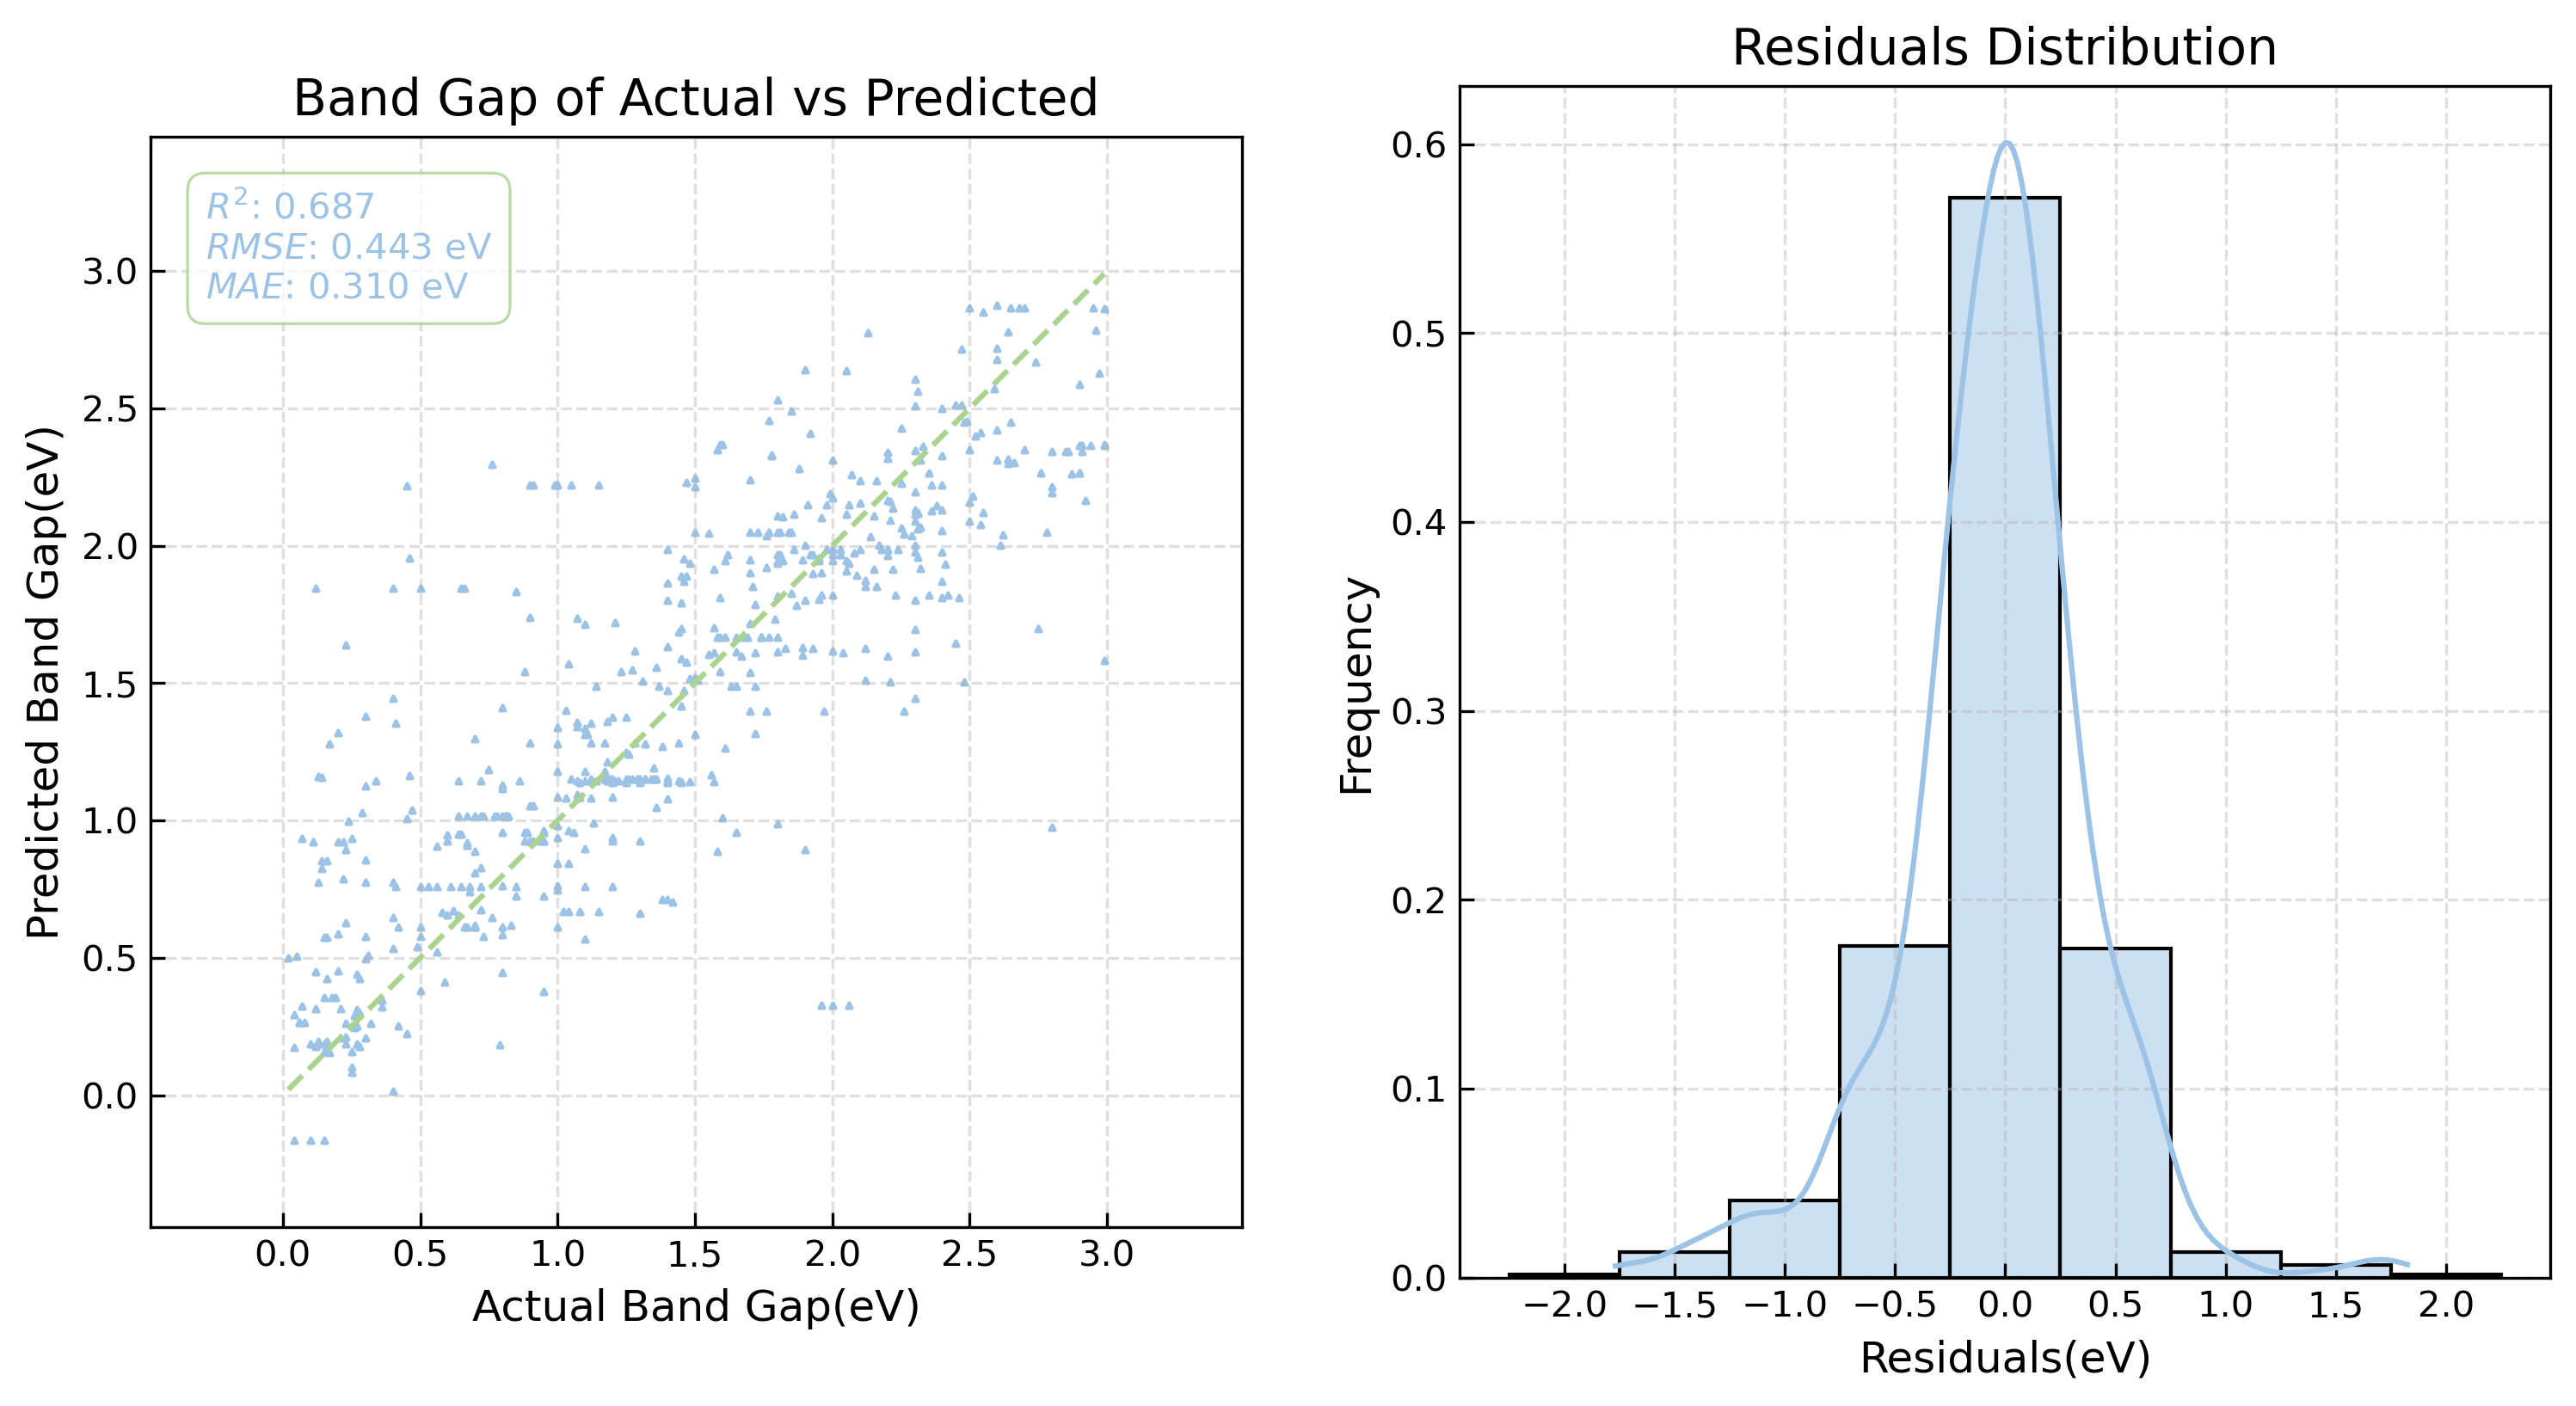 Band Gap of Actual vs Predicted
R²: 0.687
RMSE: 0.443 eV
MAE: 0.310 eV
Predicted Band Gap(eV)
3.0
2.5
2.0
1.5
1.0
0.5
0.0
0.0 0.5 1.0 1.5 2.0 2.5 3.0
Actual Band Gap(eV)
Residuals Distribution
Frequency
0.6
0.5
0.4
0.3
0.2
0.1
0.0
−2.0 −1.5 −1.0 −0.5 0.0 0.5 1.0 1.5 2.0
Residuals(eV)